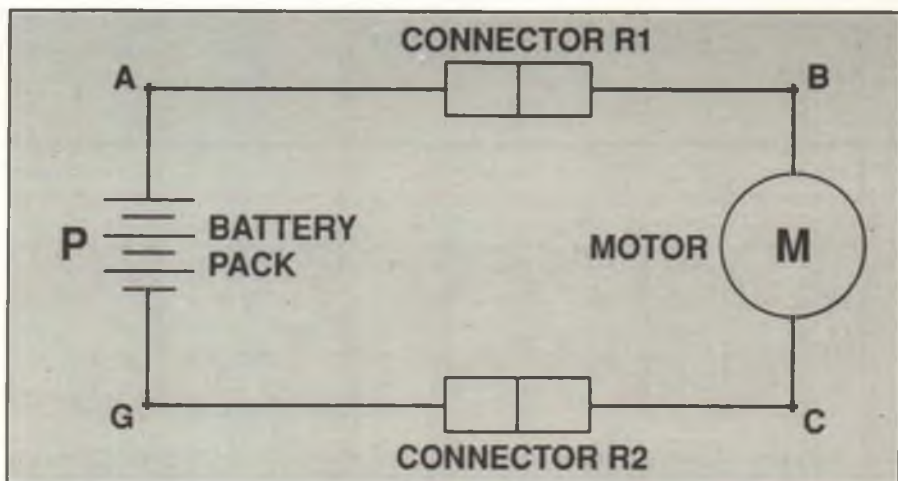 CONNECTOR R1
A
B
P
BATTERY
PACK
MOTOR
M
G
C
CONNECTOR R2